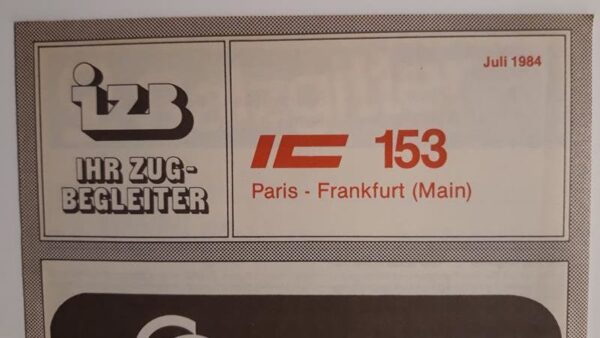 izB
IHR ZUG-
BEGLEITER
Juli 1984
IC 153
Paris - Frankfurt (Main)